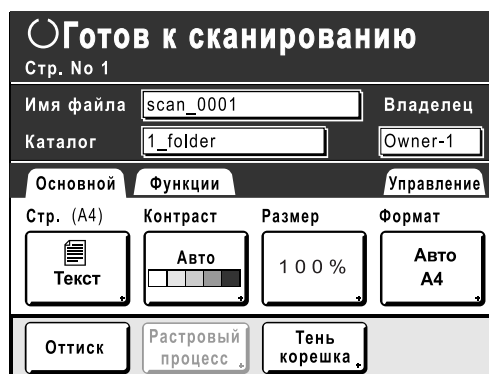 Готов к сканированию
Стр. No 1
Имя файла scan_0001 Владелец
Каталог 1_folder Owner-1
Основной Функции Управление
Стр. (A4) Контраст Размер Формат
Текст Авто 100% Авто A4
Оттиск Растровый процесс Тень корешка